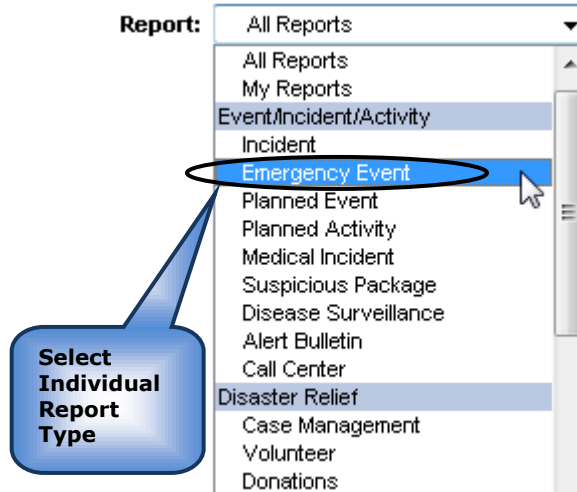 Report: All Reports
All Reports
My Reports
Event/Incident/Activity
Incident
Emergency Event
Planned Event
Planned Activity
Medical Incident
Suspicious Package
Disease Surveillance
Alert Bulletin
Call Center
Disaster Relief
Case Management
Volunteer
Donations
Select
Individual
Report
Type